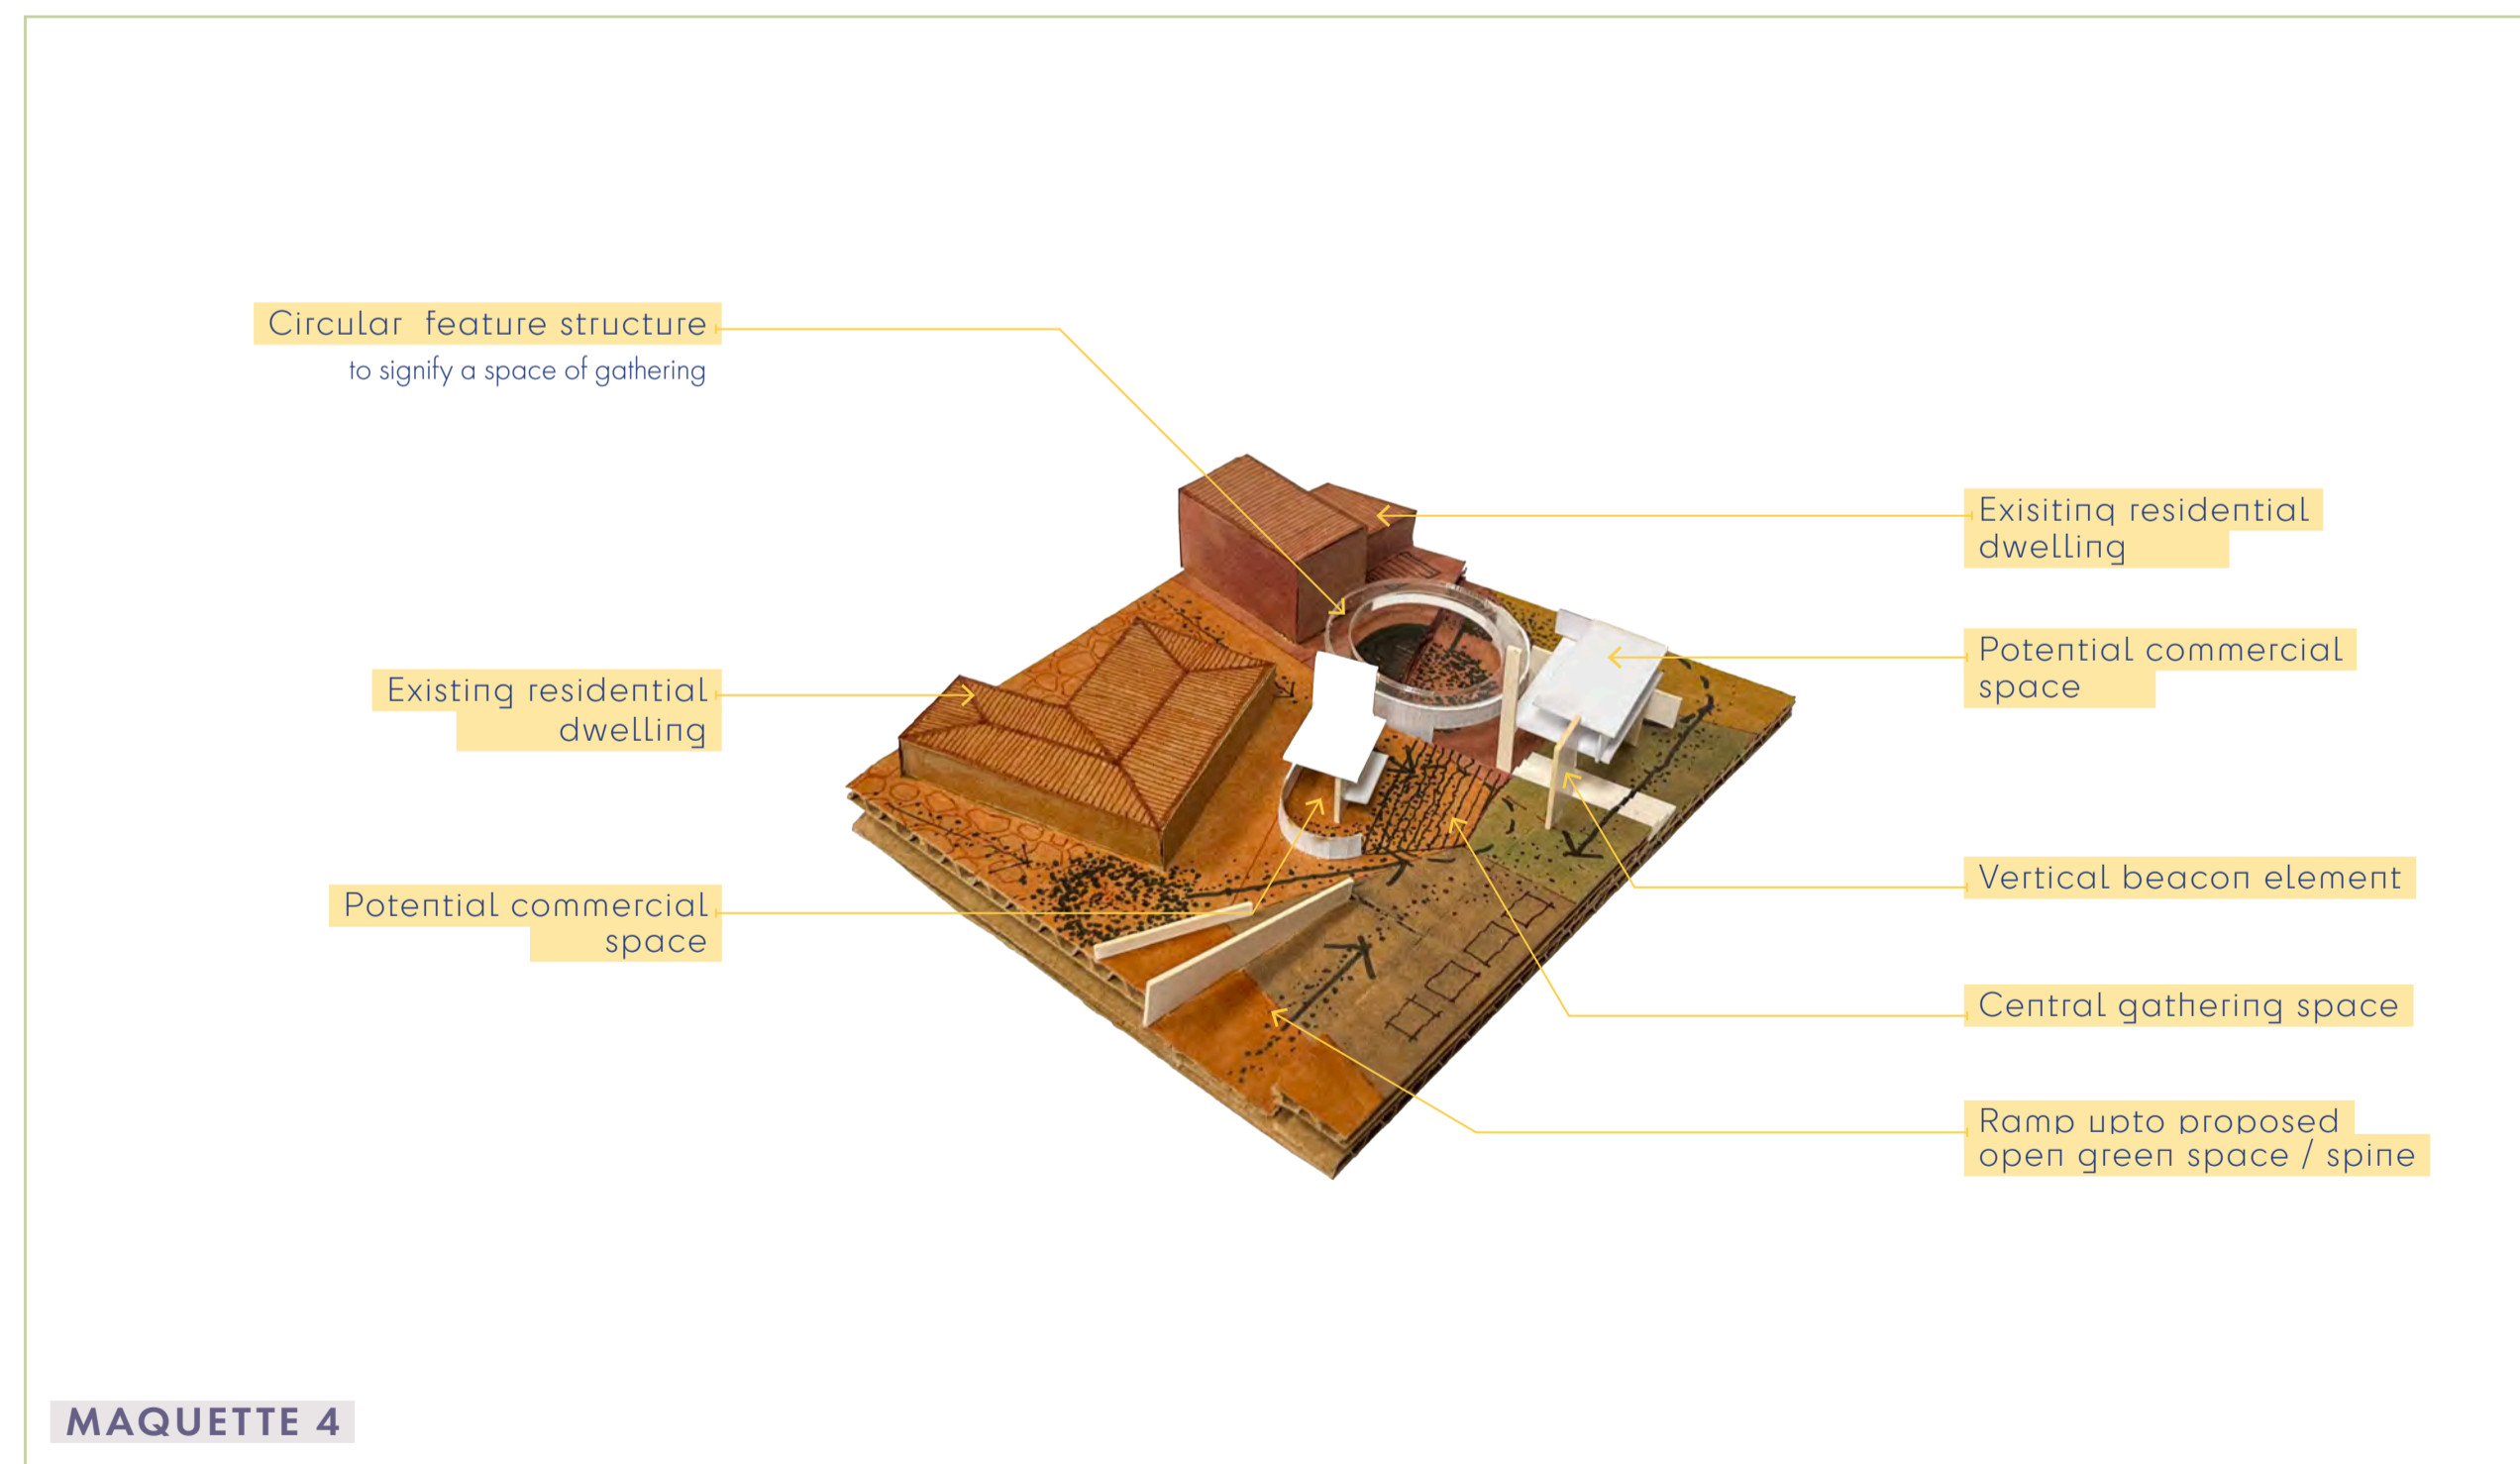 Circular feature structure
to signify a space of gathering
Existing residential
dwelling
Potential commercial
space
Exisiting residential
dwelling
Potential commercial
space
Vertical beacon element
Central gathering space
Ramp upto proposed
open green space / spine
MAQUETTE 4